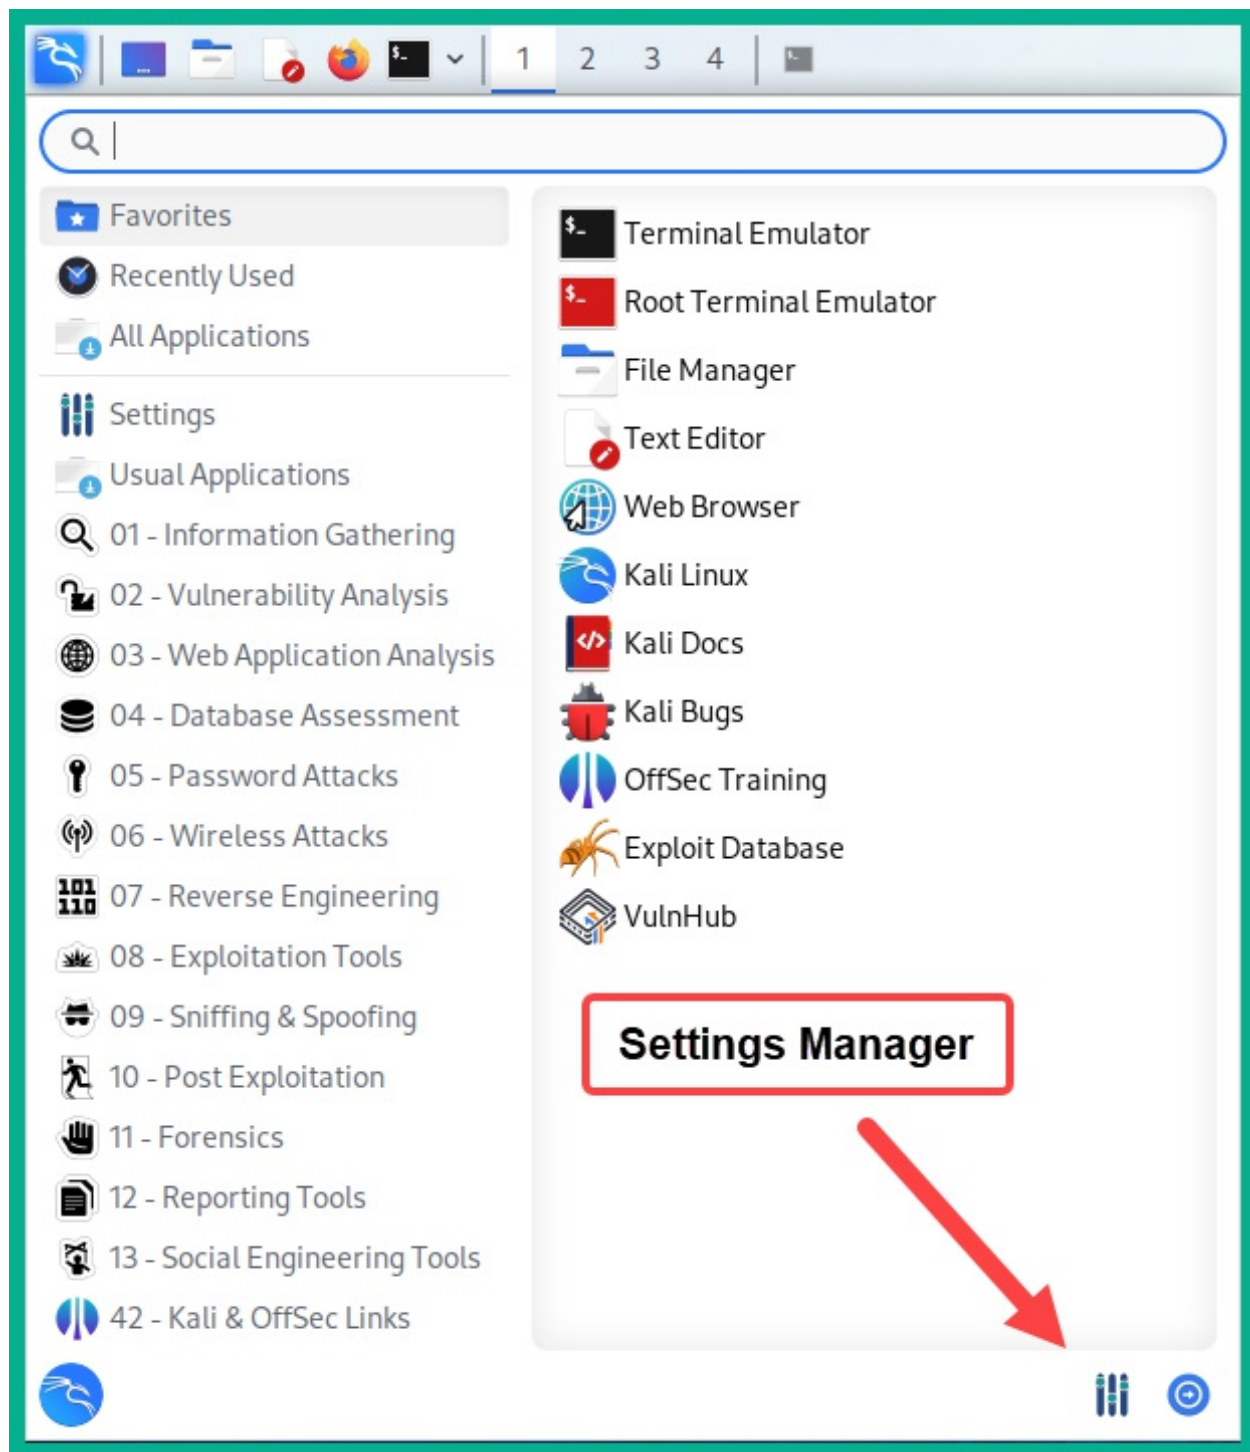 1 2 3 4
Favorites
Recently Used
All Applications
Settings
Usual Applications
01 - Information Gathering
02 - Vulnerability Analysis
03 - Web Application Analysis
04 - Database Assessment
05 - Password Attacks
06 - Wireless Attacks
07 - Reverse Engineering
08 - Exploitation Tools
09 - Sniffing & Spoofing
10 - Post Exploitation
11 - Forensics
12 - Reporting Tools
13 - Social Engineering Tools
42 - Kali & OffSec Links
Terminal Emulator
Root Terminal Emulator
File Manager
Text Editor
Web Browser
Kali Linux
Kali Docs
Kali Bugs
OffSec Training
Exploit Database
VulnHub
Settings Manager